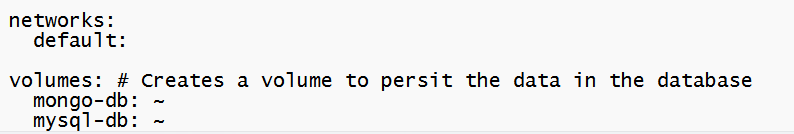 networks:
  default:

volumes: # Creates a volume to persit the data in the database
  mongo-db: ~
  mysql-db: ~